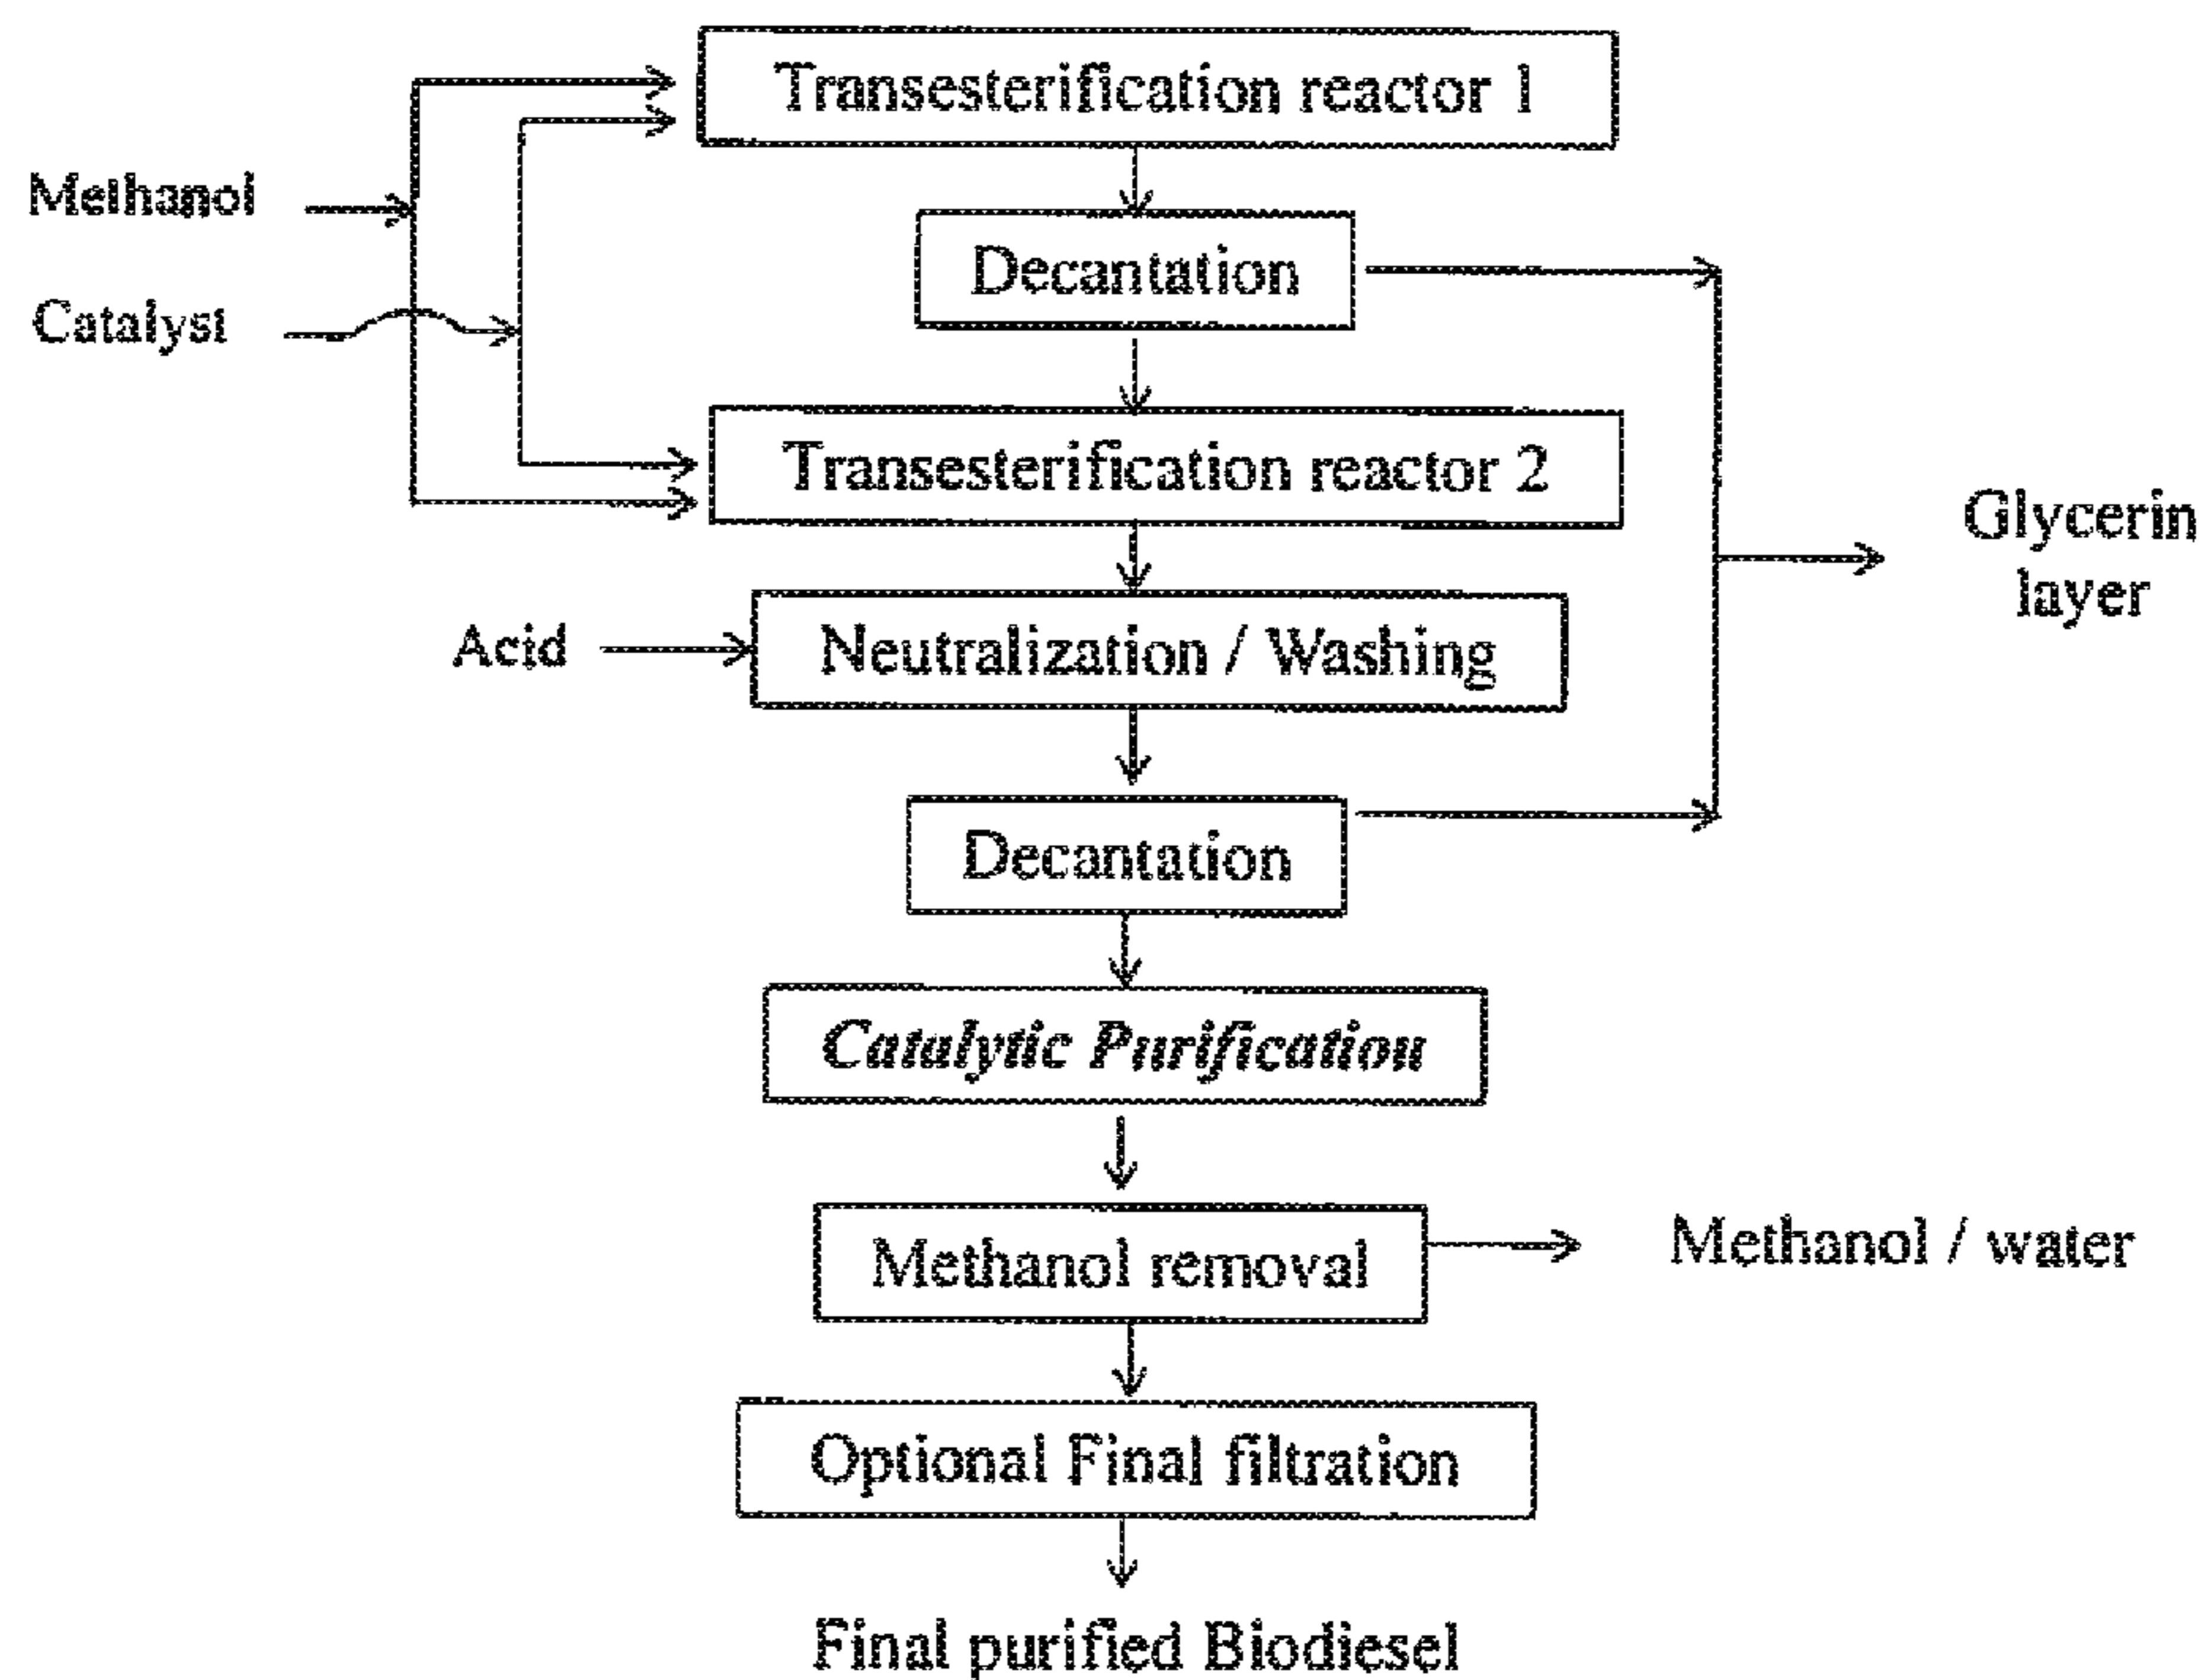 Transesterification reactor 1
Methanol
Decantation
Catalyst
Transesterification reactor 2
Glycerin
layer
Acid
Neutralization / Washing
Decantation
Catalytic Purification
Methanol removal
Methanol / water
Optional Final filtration
Final purified Biodiesel